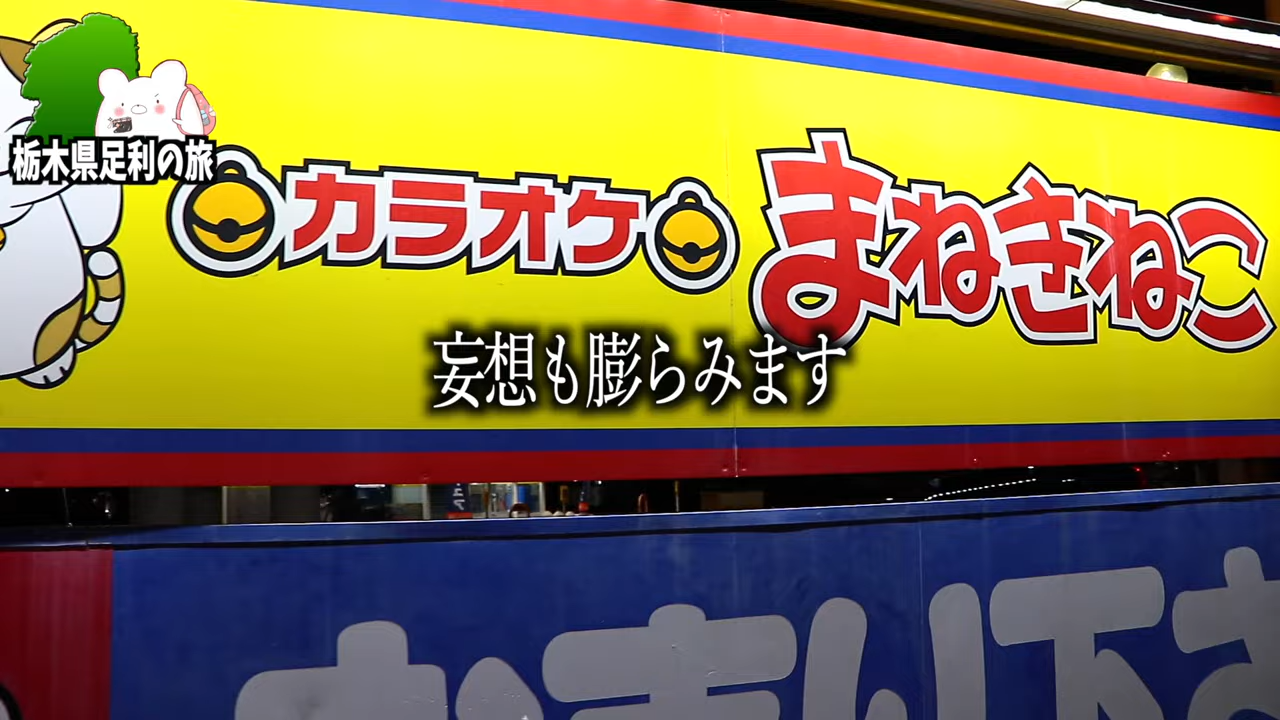 栃木県足利の旅
カラオケ まねきねこ
妄想も膨らみます